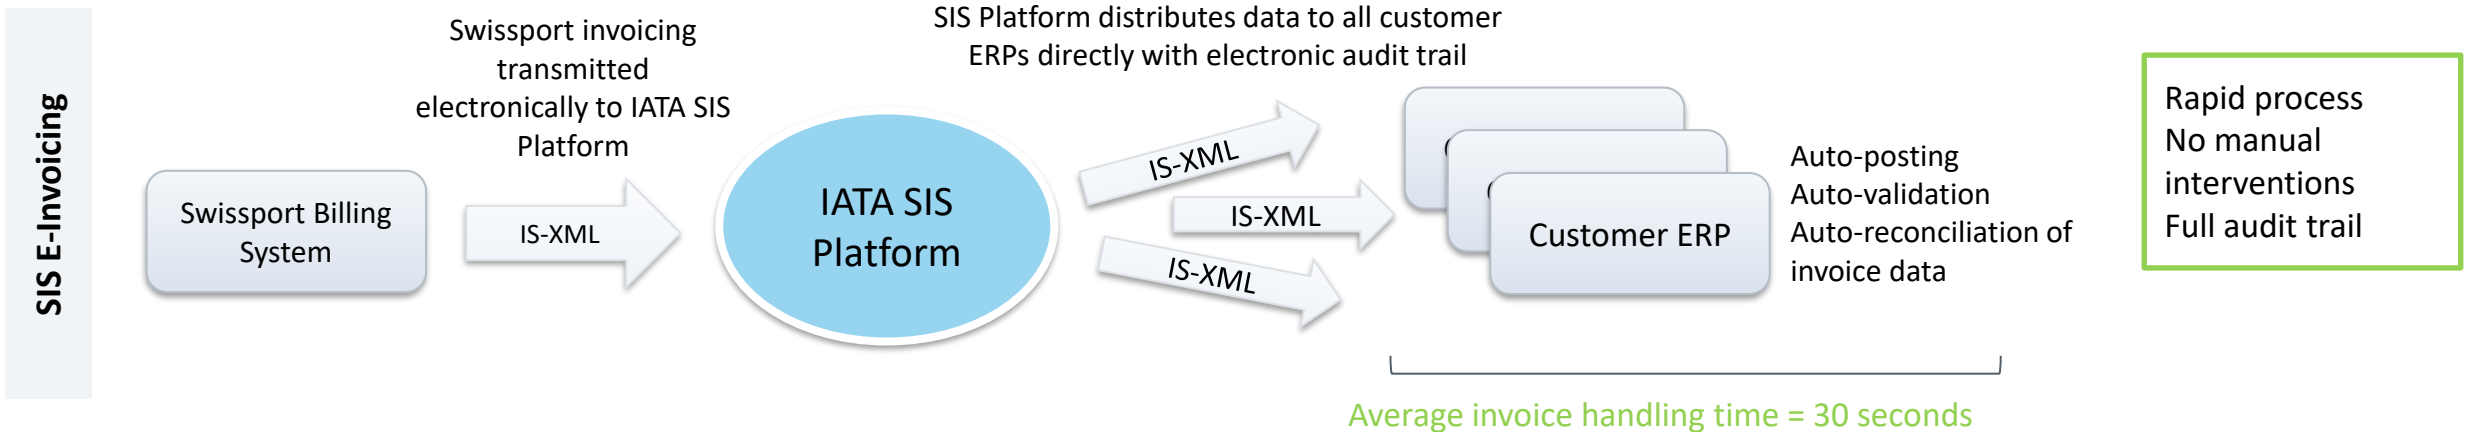 SIS E-Invoicing
Swissport invoicing
transmitted
electronically to IATA SIS
Platform
Swissport Billing
System
IS-XML
IATA SIS
Platform
SIS Platform distributes data to all customer
ERPs directly with electronic audit trail
IS-XML
IS-XML
IS-XML
Customer ERP
Auto-posting
Auto-validation
Auto-reconciliation of
invoice data
Average invoice handling time = 30 seconds
Rapid process
No manual
interventions
Full audit trail